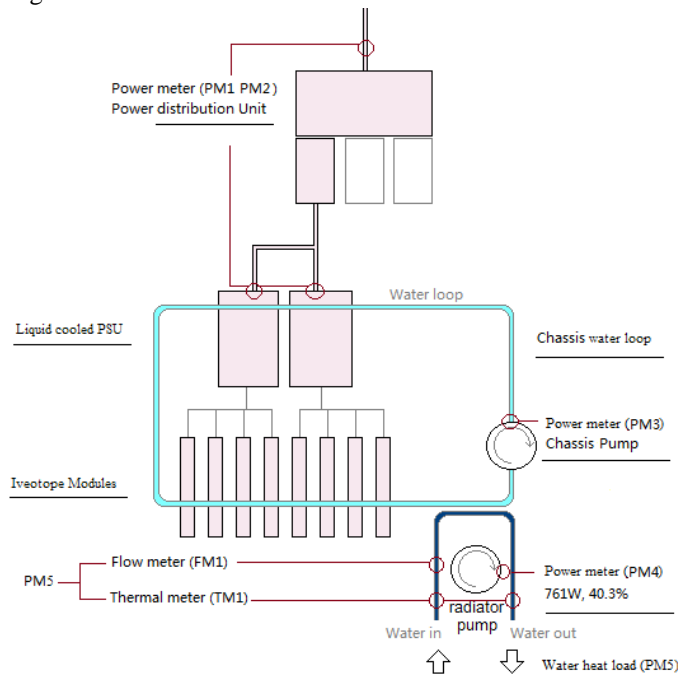 Power meter (PM1 PM2)
Power distribution Unit
Water loop
Liquid cooled PSU
Chassis water loop
Power meter (PM3)
Chassis Pump
Iveotope Modules
Flow meter (FM1)
PM5
Thermal meter (TM1)
Power meter (PM4)
761W, 40.3%
radiator
pump
Water in
Water out
Water heat load (PM5)